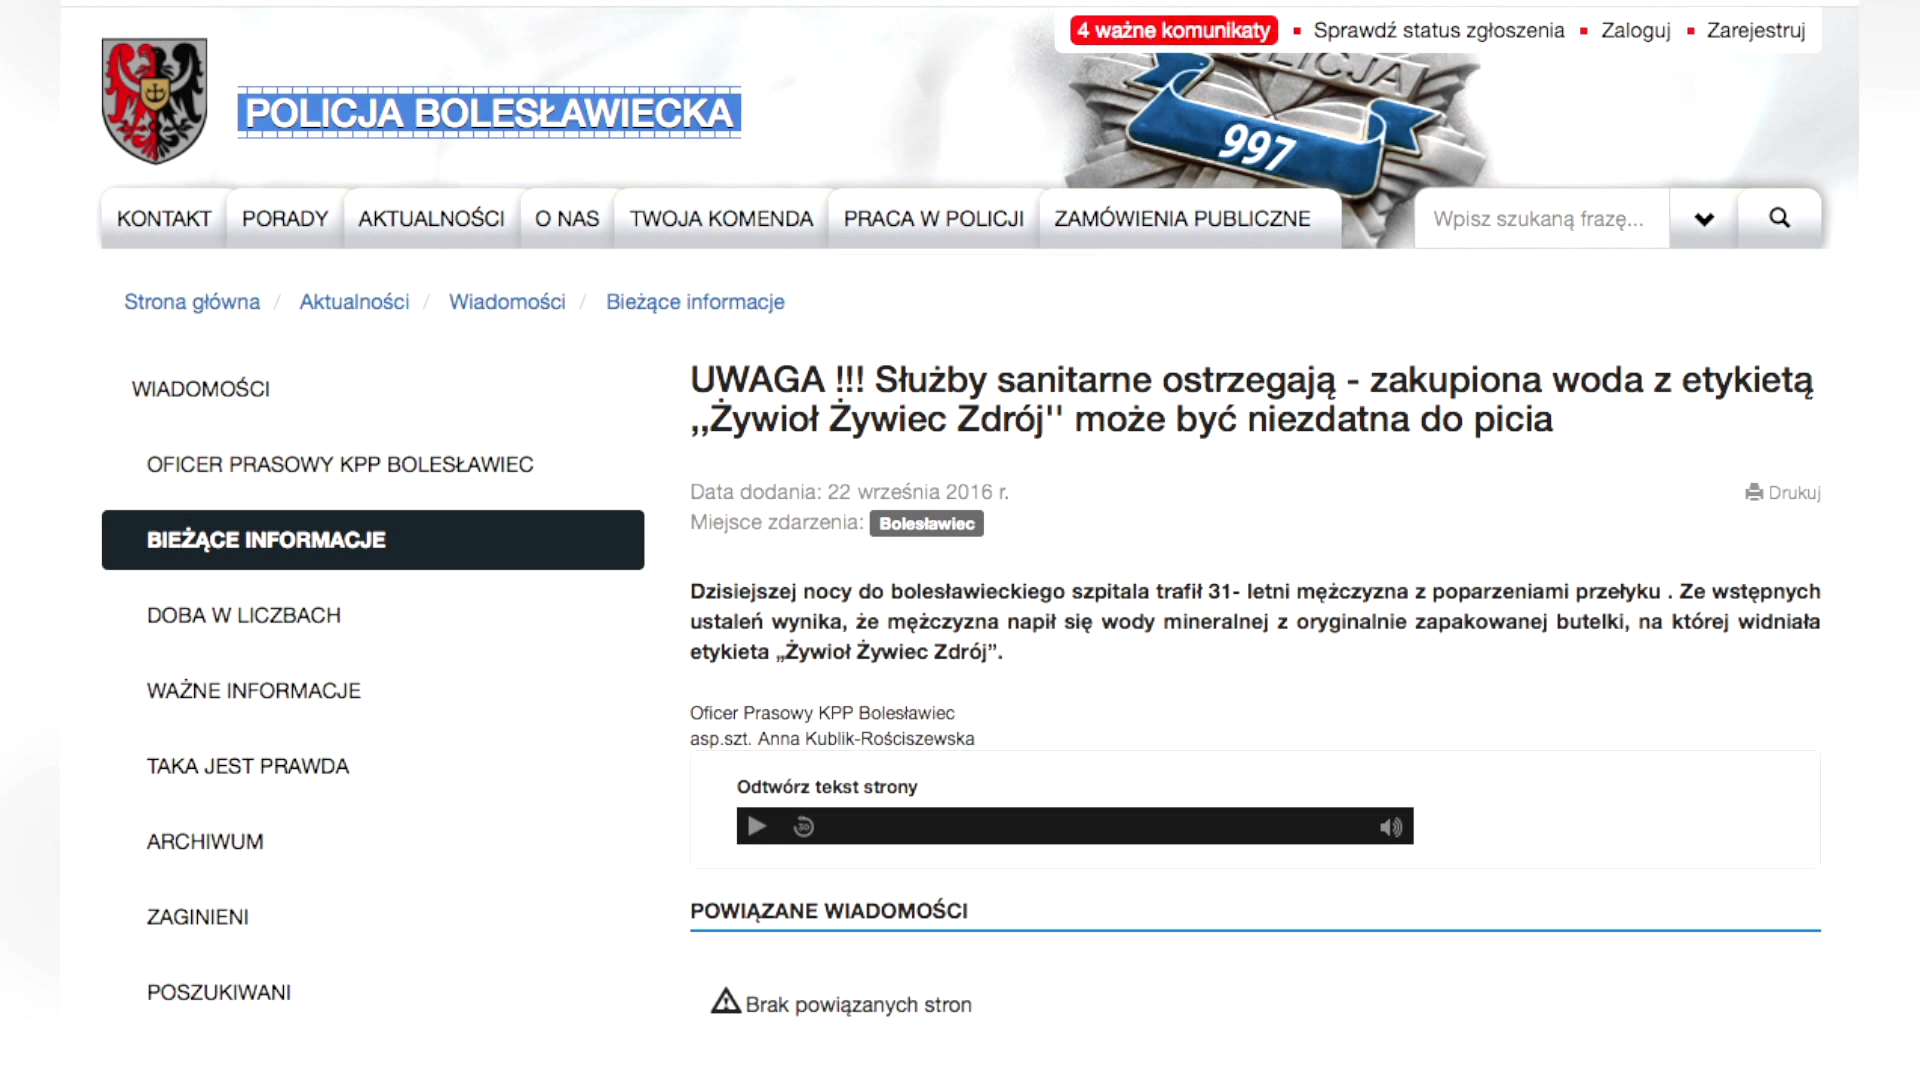 4 ważne komunikaty ▪ Sprawdź status zgłoszenia ▪ Zaloguj ▪ Zarejestruj
POLICJA
POLICJA BOLESŁAWIECKA
997
KONTAKT PORADY AKTUALNOŚCI O NAS TWOJA KOMENDA PRACA W POLICJI ZAMÓWIENIA PUBLICZNE Wpisz szukaną frazę...
Strona główna / Aktualności / Wiadomości / Bieżące informacje
WIADOMOŚCI
OFICER PRASOWY KPP BOLESŁAWIEC
BIEŻĄCE INFORMACJE
DOBA W LICZBACH
WAŻNE INFORMACJE
TAKA JEST PRAWDA
ARCHIWUM
ZAGINIENI
POSZUKIWANI
UWAGA !!! Służby sanitarne ostrzegają - zakupiona woda z etykietą
,,Żywioł Żywiec Zdrój'' może być niezdatna do picia
Data dodania: 22 września 2016 r.
Drukuj
Miejsce zdarzenia: Bolesławiec
Dzisiejszej nocy do bolesławieckiego szpitala trafił 31- letni mężczyzna z poparzeniami przełyku . Ze wstępnych
ustaleń wynika, że mężczyzna napił się wody mineralnej z oryginalnie zapakowanej butelki, na której widniała
etykieta „Żywioł Żywiec Zdrój”.
Oficer Prasowy KPP Bolesławiec
asp.szt. Anna Kublik-Rościszewska
Odtwórz tekst strony
30
POWIĄZANE WIADOMOŚCI
Brak powiązanych stron